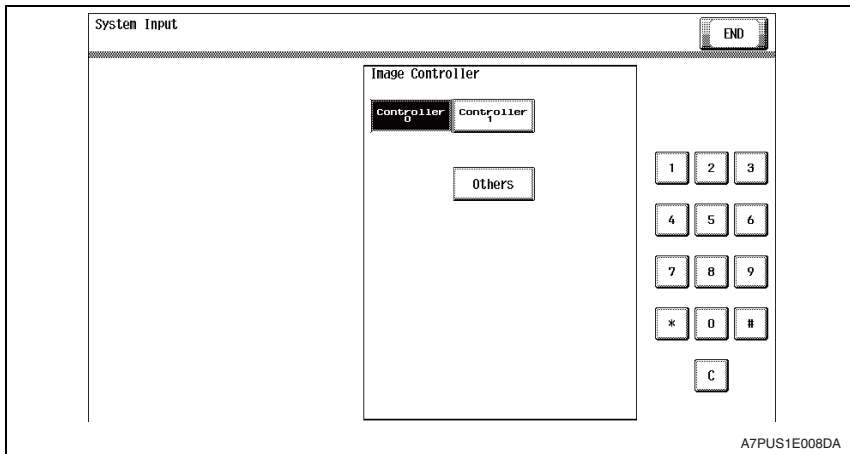 System Input
END
Image Controller
Controller 0
Controller 1
Others
1 2 3
4 5 6
7 8 9
* 0 #
C
A7PUS1E008DA